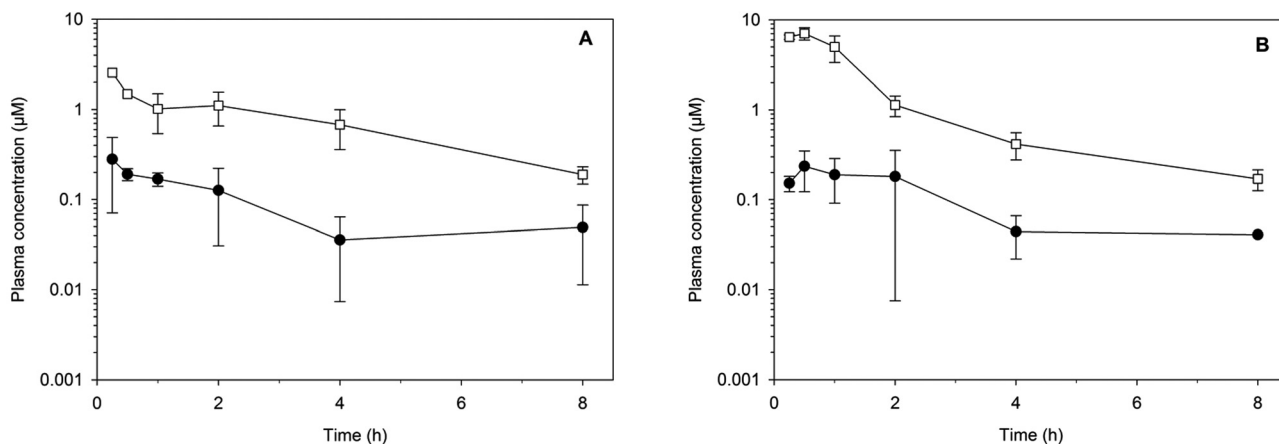 A
Plasma concentration (µM)
10
1
0.1
0.01
0.001
0 2 4 6 8
Time (h)
B
Plasma concentration (µM)
10
1
0.1
0.01
0.001
0 2 4 6 8
Time (h)